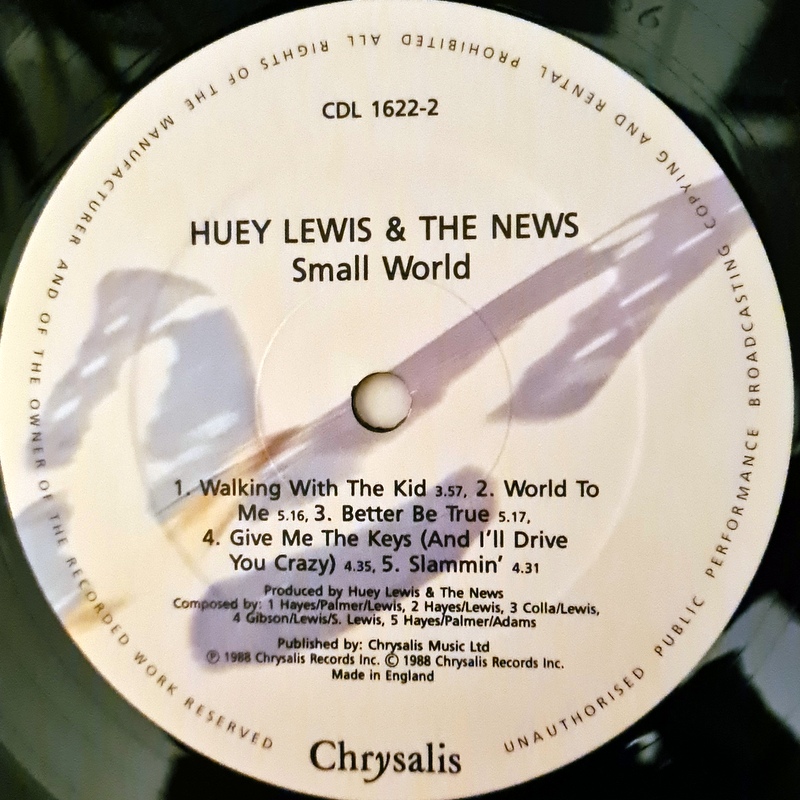 CDL 1622-2
HUEY LEWIS & THE NEWS
Small World
1. Walking With The Kid 3.57, 2. World To
Me 5.16, 3. Better Be True 5.17,
4. Give Me The Keys (And I'll Drive
You Crazy) 4.35, 5. Slammin' 4.31
Produced by Huey Lewis & The News
Composed by: 1 Hayes/Palmer/Lewis, 2 Hayes/Lewis, 3 Colla/Lewis,
4 Gibson/Lewis/S. Lewis, 5 Hayes/Palmer/Adams
Published by: Chrysalis Music Ltd
Ⓟ 1988 Chrysalis Records Inc. © 1988 Chrysalis Records Inc.
Made in England
Chrysalis
ALL RIGHTS OF THE MANUFACTURER AND OF THE OWNER OF THE RECORDED WORK RESERVED UNAUTHORISED PUBLIC PERFORMANCE BROADCASTING COPYING AND RENTAL PROHIBITED